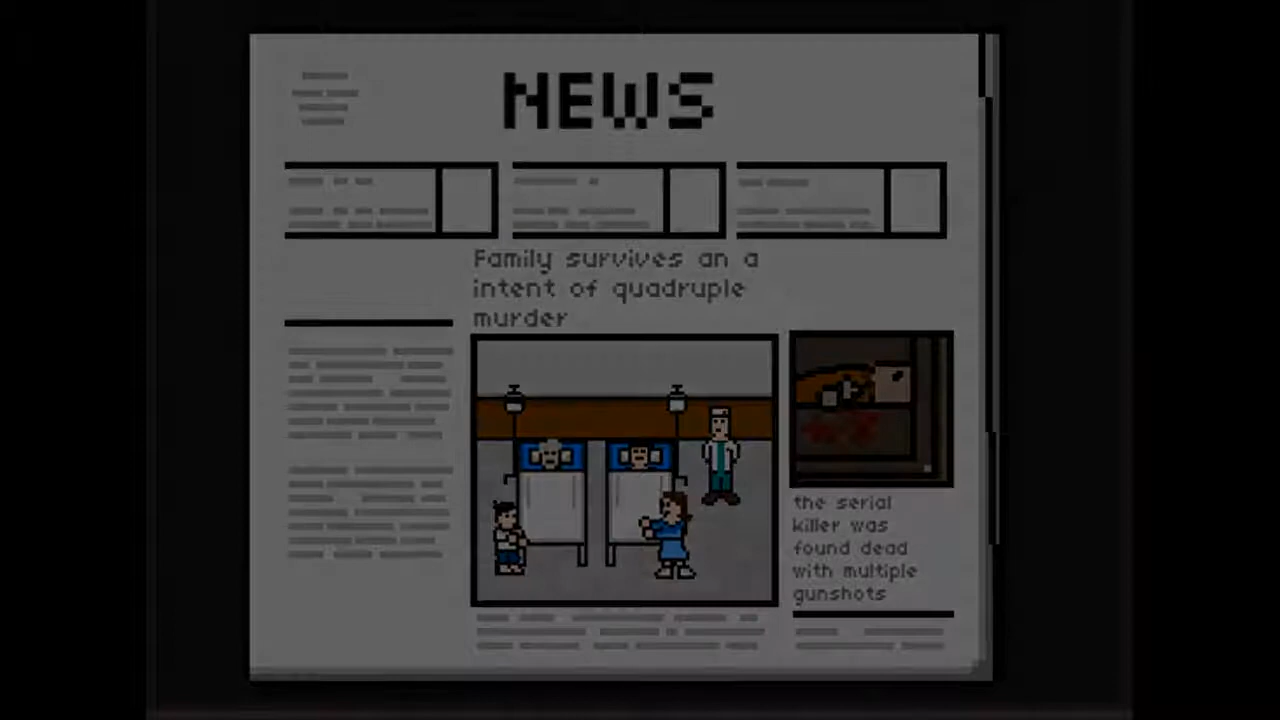 NEWS
Family survives an a
intent of quadruple
murder
the serial
killer was
found dead
with multiple
gunshots